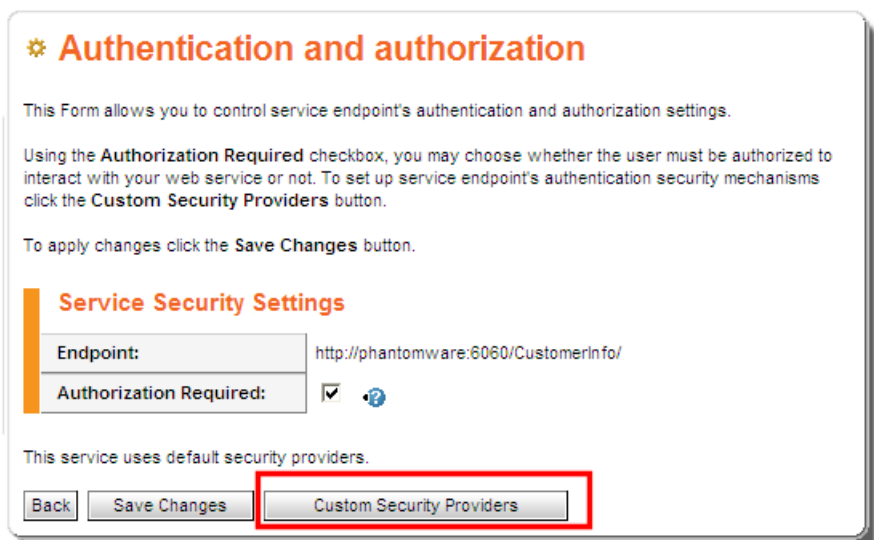 Authentication and authorization
This Form allows you to control service endpoint's authentication and authorization settings.
Using the Authorization Required checkbox, you may choose whether the user must be authorized to
interact with your web service or not. To set up service endpoint's authentication security mechanisms
click the Custom Security Providers button.
To apply changes click the Save Changes button.
Service Security Settings
Endpoint: http://phantomware:6060/CustomerInfo/
Authorization Required:
This service uses default security providers.
Back Save Changes Custom Security Providers